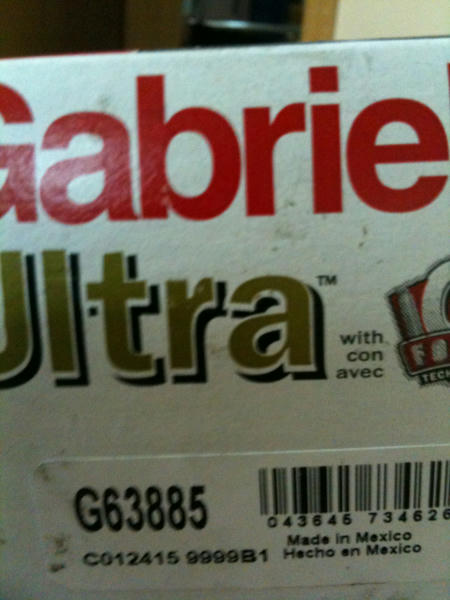 Gabriel
Ultra™
with
con
avec
G63885
043645 734626
C012415 9999B1
Made in Mexico
Hecho en Mexico